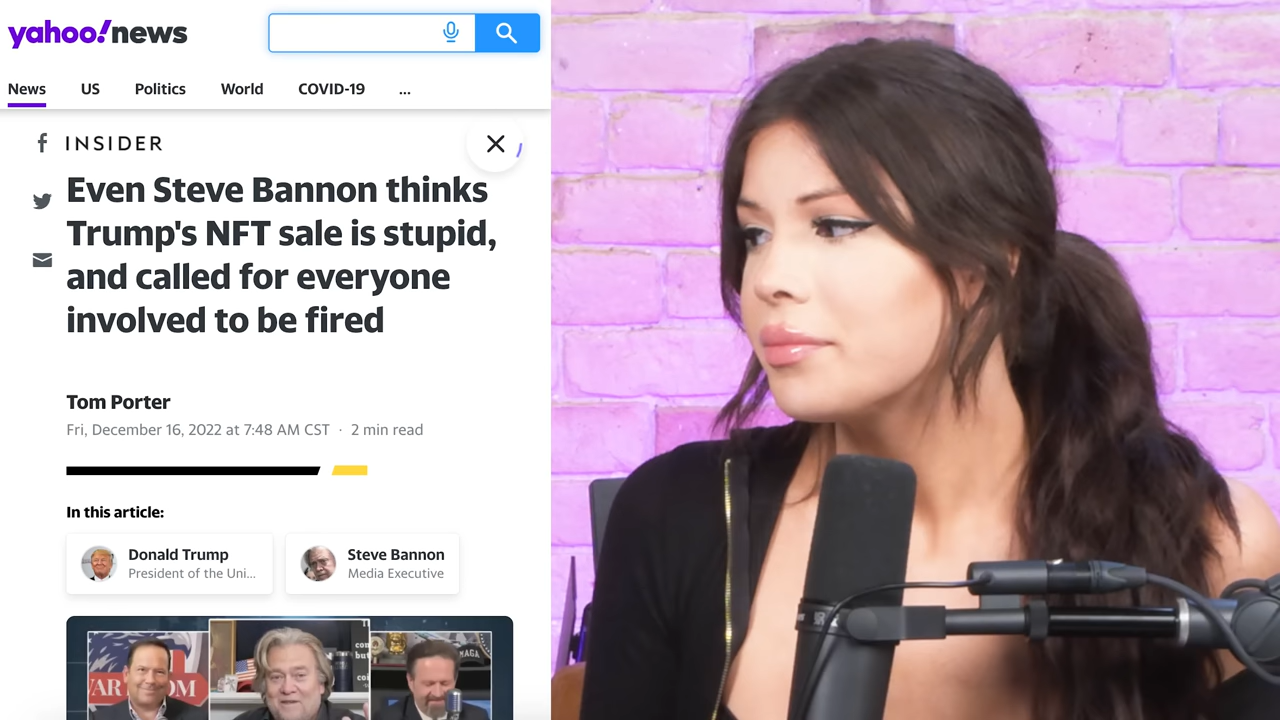 yahoo!news
News US Politics World COVID-19 ...
INSIDER
Even Steve Bannon thinks
Trump's NFT sale is stupid,
and called for everyone
involved to be fired
Tom Porter
Fri, December 16, 2022 at 7:48 AM CST · 2 min read
In this article:
Donald Trump
President of the Uni...
Steve Bannon
Media Executive